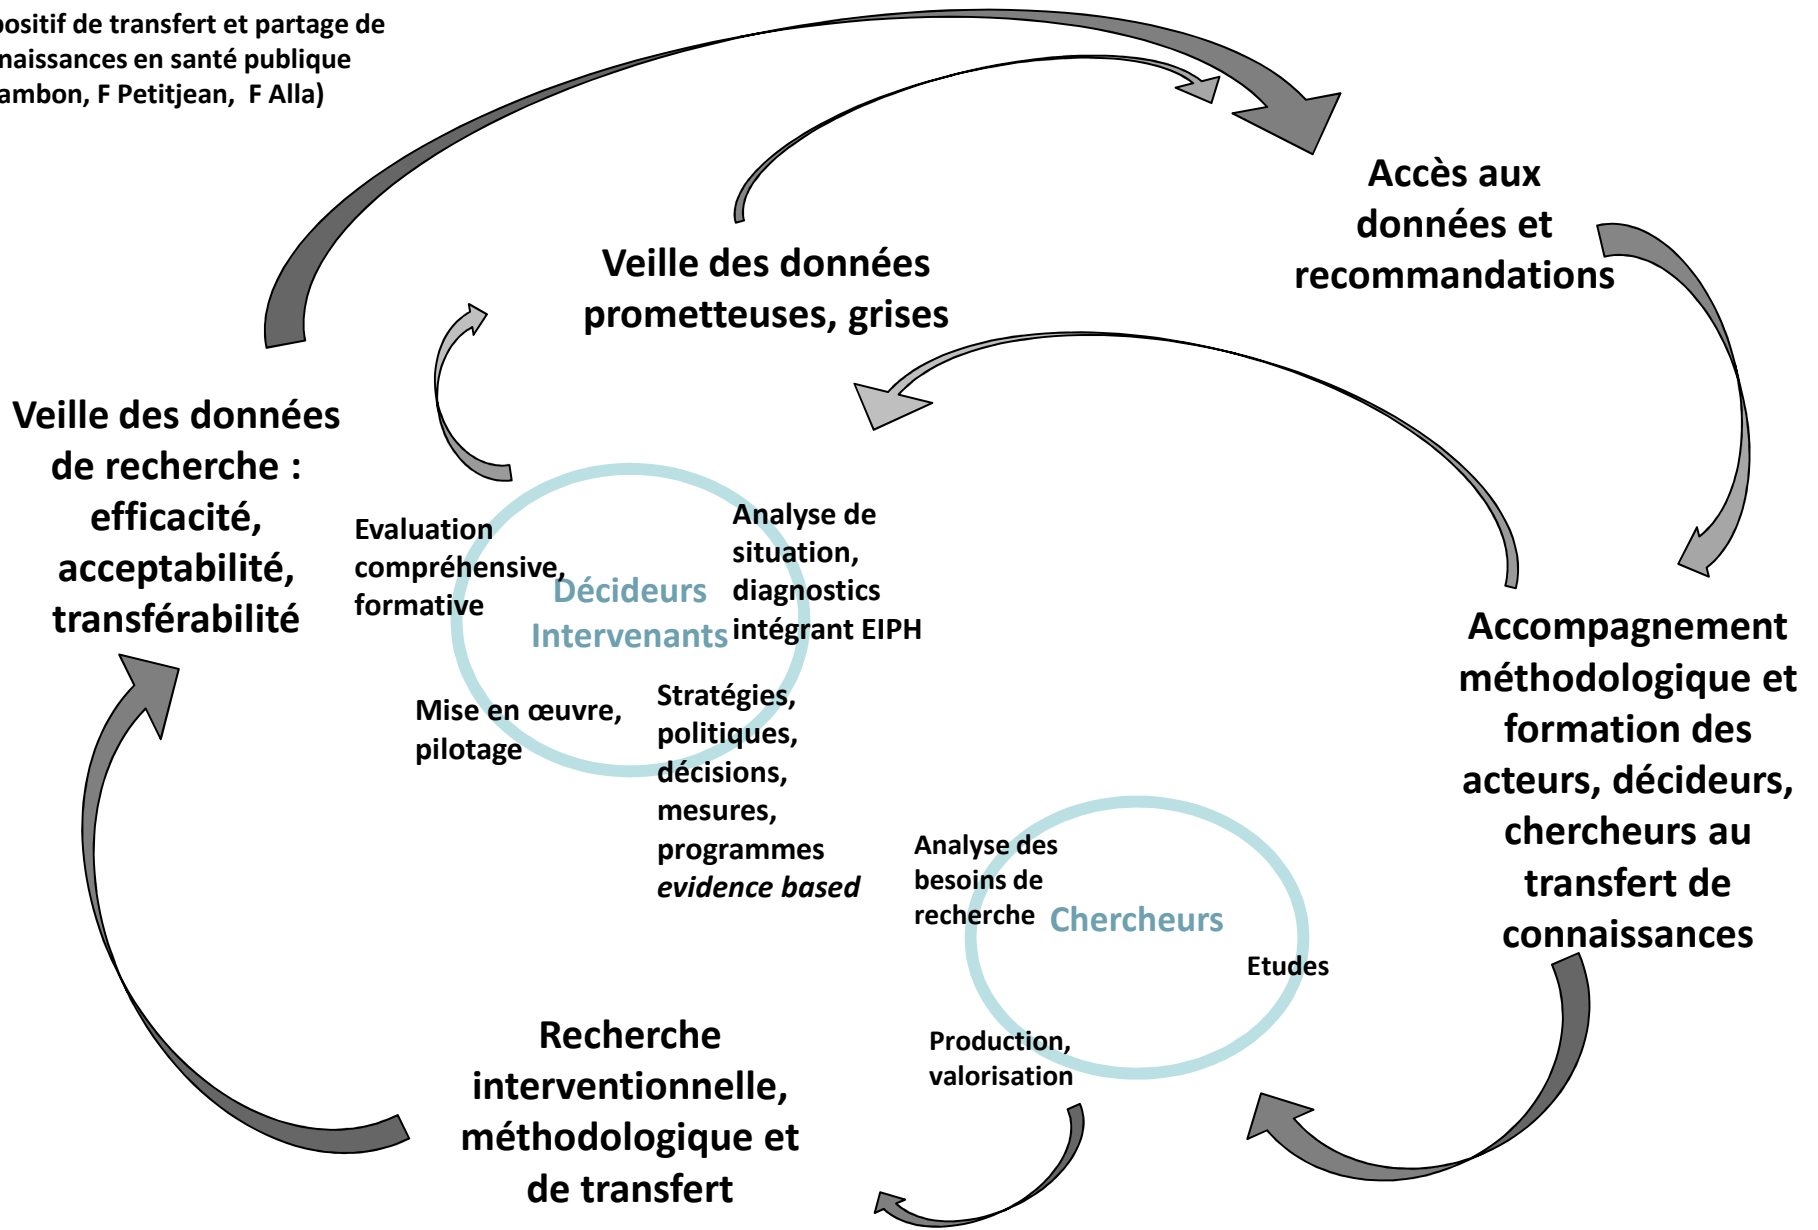 positif de transfert et partage de
naissances en santé publique
ambon, F Petitjean, F Alla)
Accès aux
données et
recommandations
Veille des données
prometteuses, grises
Veille des données
de recherche :
efficacité,
acceptabilité,
transférabilité
Evaluation
compréhensive,
formative
Décideurs
Intervenants
Analyse de
situation,
diagnostics
intégrant EIPH
Mise en œuvre,
pilotage
Stratégies,
politiques,
décisions,
mesures,
programmes
evidence based
Accompagnement
méthodologique et
formation des
acteurs, décideurs,
chercheurs au
transfert de
connaissances
Analyse des
besoins de
recherche
Chercheurs
Etudes
Production,
valorisation
Recherche
interventionnelle,
méthodologique et
de transfert